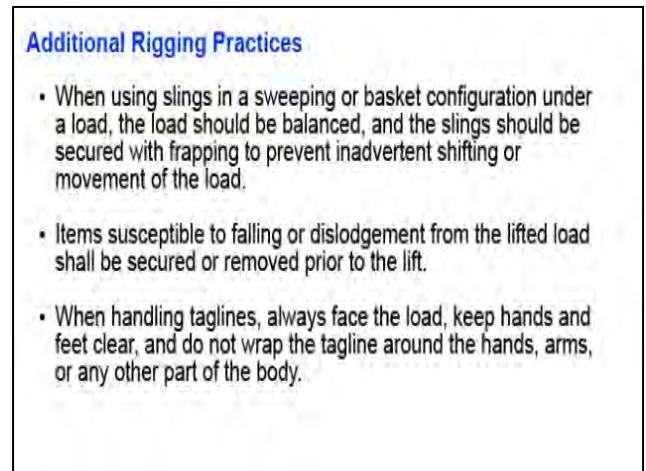 Additional Rigging Practices
• When using slings in a sweeping or basket configuration under
a load, the load should be balanced, and the slings should be
secured with frapping to prevent inadvertent shifting or
movement of the load.
• Items susceptible to falling or dislodgement from the lifted load
shall be secured or removed prior to the lift.
• When handling taglines, always face the load, keep hands and
feet clear, and do not wrap the tagline around the hands, arms,
or any other part of the body.